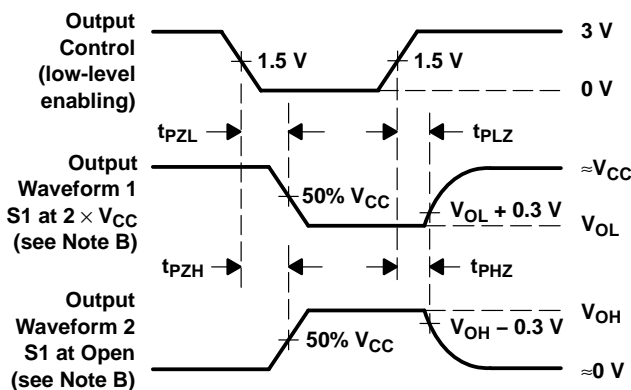 Output
Control
(low-level
enabling)
1.5 V
1.5 V
3 V
0 V
tPZL
tPLZ
Output
Waveform 1
S1 at 2 × VCC
(see Note B)
50% VCC
VOL + 0.3 V
≈VCC
VOL
tPZH
tPHZ
Output
Waveform 2
S1 at Open
(see Note B)
50% VCC
VOH − 0.3 V
VOH
≈0 V